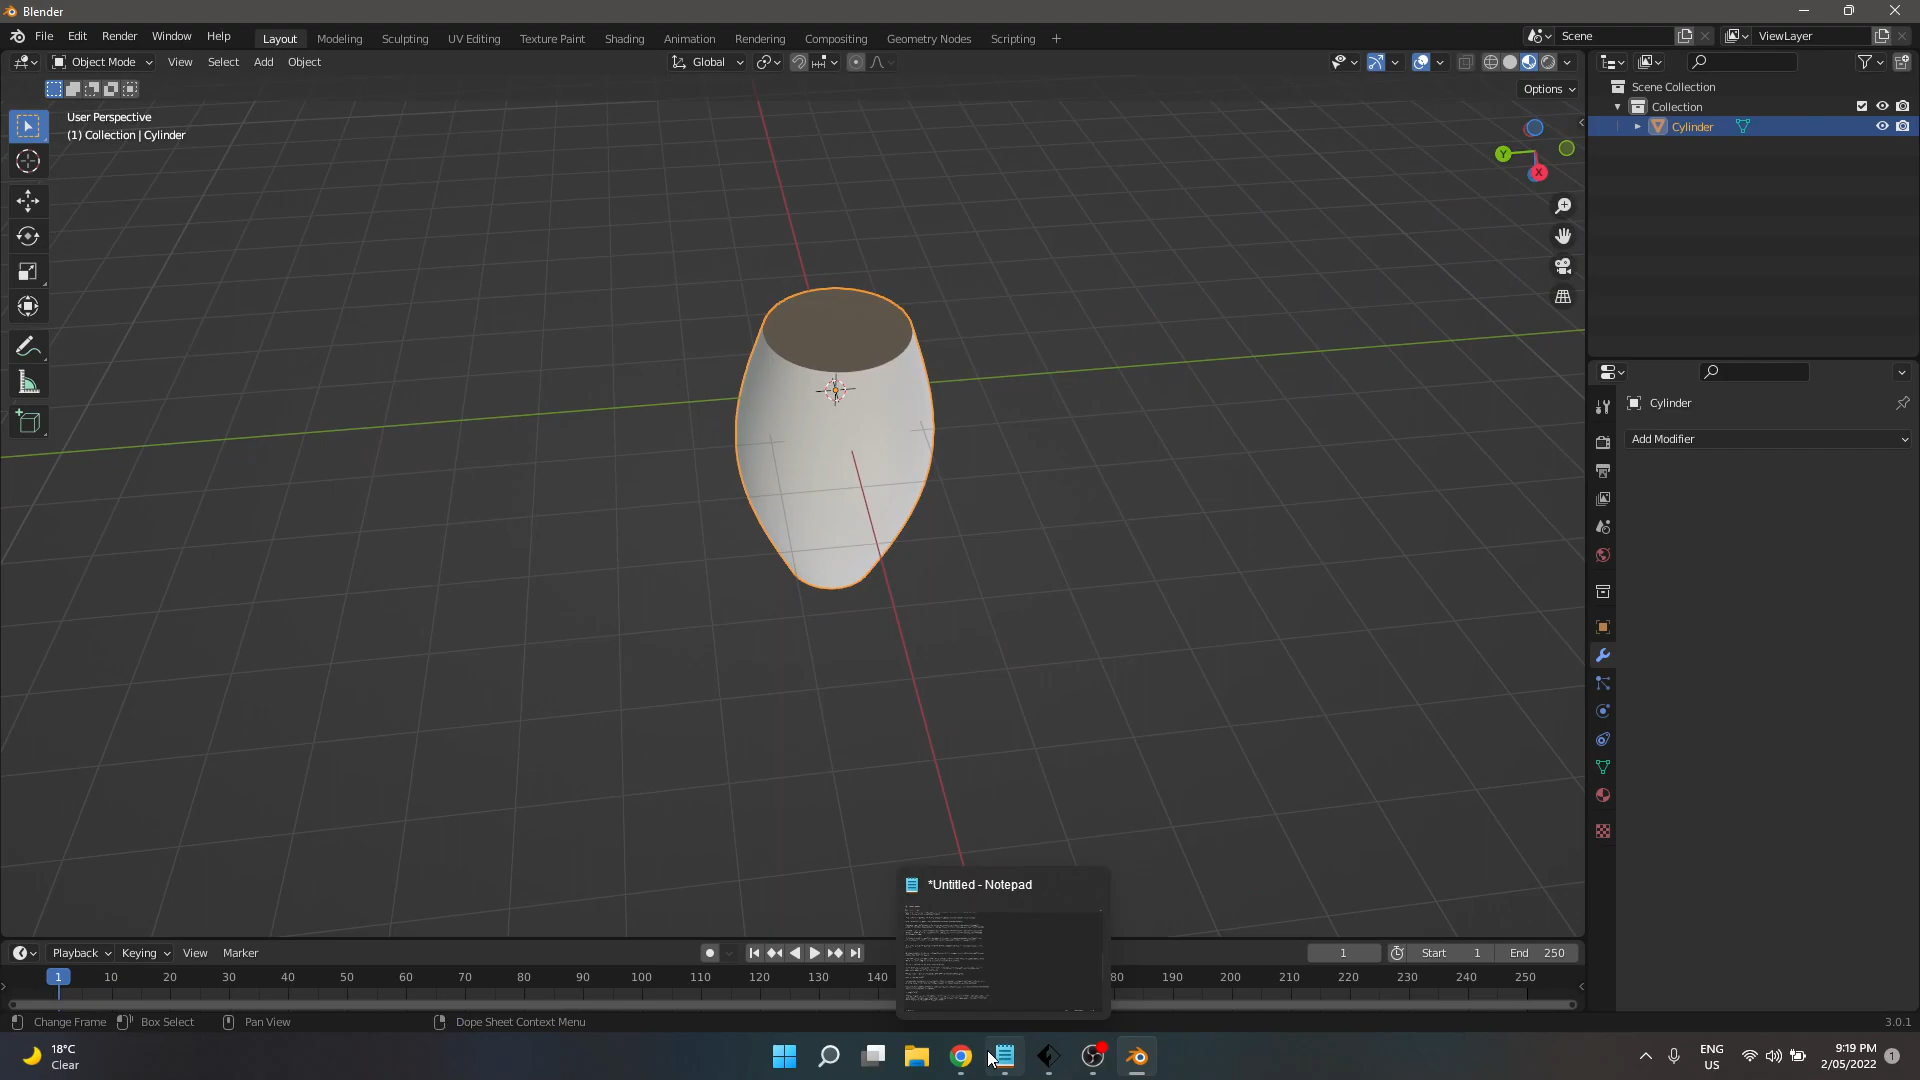 Blender
File Edit Render Window Help Layout Modeling Sculpting UV Editing Texture Paint Shading Animation Rendering Compositing Geometry Nodes Scripting + Scene ViewLayer
Object Mode View Select Add Object Global
Options
User Perspective
(1) Collection | Cylinder
Y
X
Scene Collection
Collection
Cylinder
Cylinder
Add Modifier
*Untitled - Notepad
Playback Keying View Marker 1 Start 1 End 250
1 10 20 30 40 50 60 70 80 90 100 110 120 130 140 80 190 200 210 220 230 240 250
Change Frame Box Select Pan View Dope Sheet Context Menu 3.0.1
18°C
Clear
ENG
US
9:19 PM
2/05/2022
1